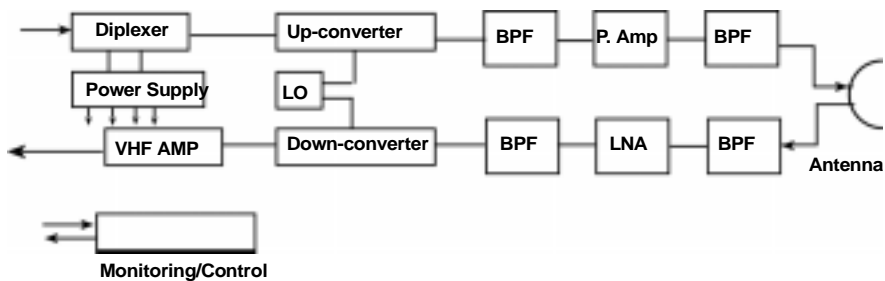 Diplexer
Up-converter
BPF
P. Amp
BPF
Power Supply
LO
VHF AMP
Down-converter
BPF
LNA
BPF
Antenna
Monitoring/Control